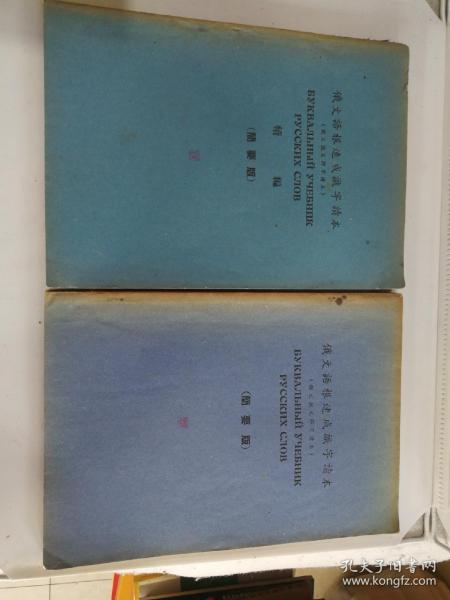 俄文語根速成識字讀本
БУКВАЛЬНЫЙ УЧЕБНИК
РУССКИХ СЛОВ
續編
(簡要版)
俄文語根速成識字讀本
БУКВАЛЬНЫЙ УЧЕБНИК
РУССКИХ СЛОВ
(簡要版)
孔夫子旧书网
www.kongfz.com